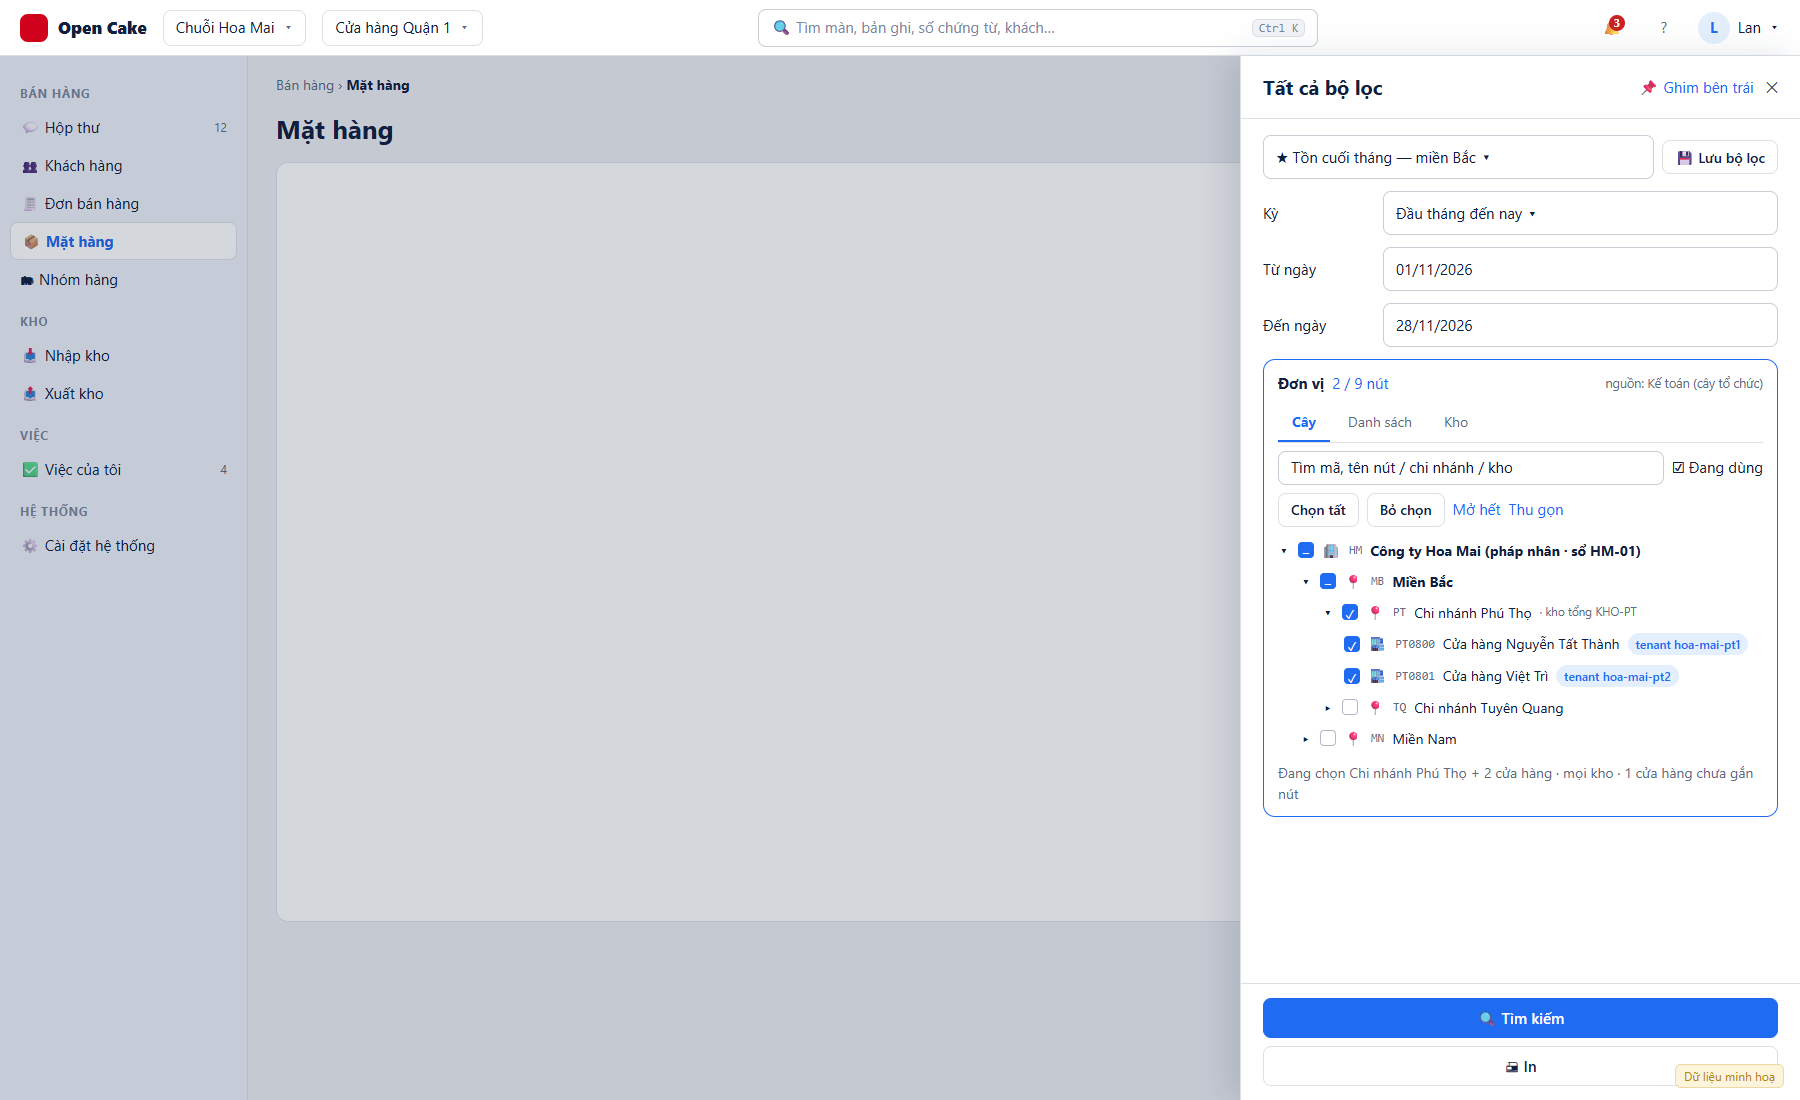 Open Cake
Chuỗi Hoa Mai
Cửa hàng Quận 1
Tìm màn, bản ghi, số chứng từ, khách...
Ctrl K
3
?
L
Lan
BÁN HÀNG
Hộp thư 12
Khách hàng
Đơn bán hàng
Mặt hàng
Nhóm hàng
KHO
Nhập kho
Xuất kho
VIỆC
Việc của tôi 4
HỆ THỐNG
Cài đặt hệ thống
Bán hàng › Mặt hàng
Mặt hàng
Tất cả bộ lọc
Ghim bên trái
★ Tồn cuối tháng — miền Bắc
Lưu bộ lọc
Kỳ
Đầu tháng đến nay
Từ ngày
01/11/2026
Đến ngày
28/11/2026
Đơn vị 2 / 9 nút
nguồn: Kế toán (cây tổ chức)
Cây Danh sách Kho
Tìm mã, tên nút / chi nhánh / kho
Đang dùng
Chọn tất Bỏ chọn Mở hết Thu gọn
HM Công ty Hoa Mai (pháp nhân · sổ HM-01)
MB Miền Bắc
PT Chi nhánh Phú Thọ · kho tổng KHO-PT
PT0800 Cửa hàng Nguyễn Tất Thành tenant hoa-mai-pt1
PT0801 Cửa hàng Việt Trì tenant hoa-mai-pt2
TQ Chi nhánh Tuyên Quang
MN Miền Nam
Đang chọn Chi nhánh Phú Thọ + 2 cửa hàng · mọi kho · 1 cửa hàng chưa gắn
nút
Tìm kiếm
In
Dữ liệu minh hoạ